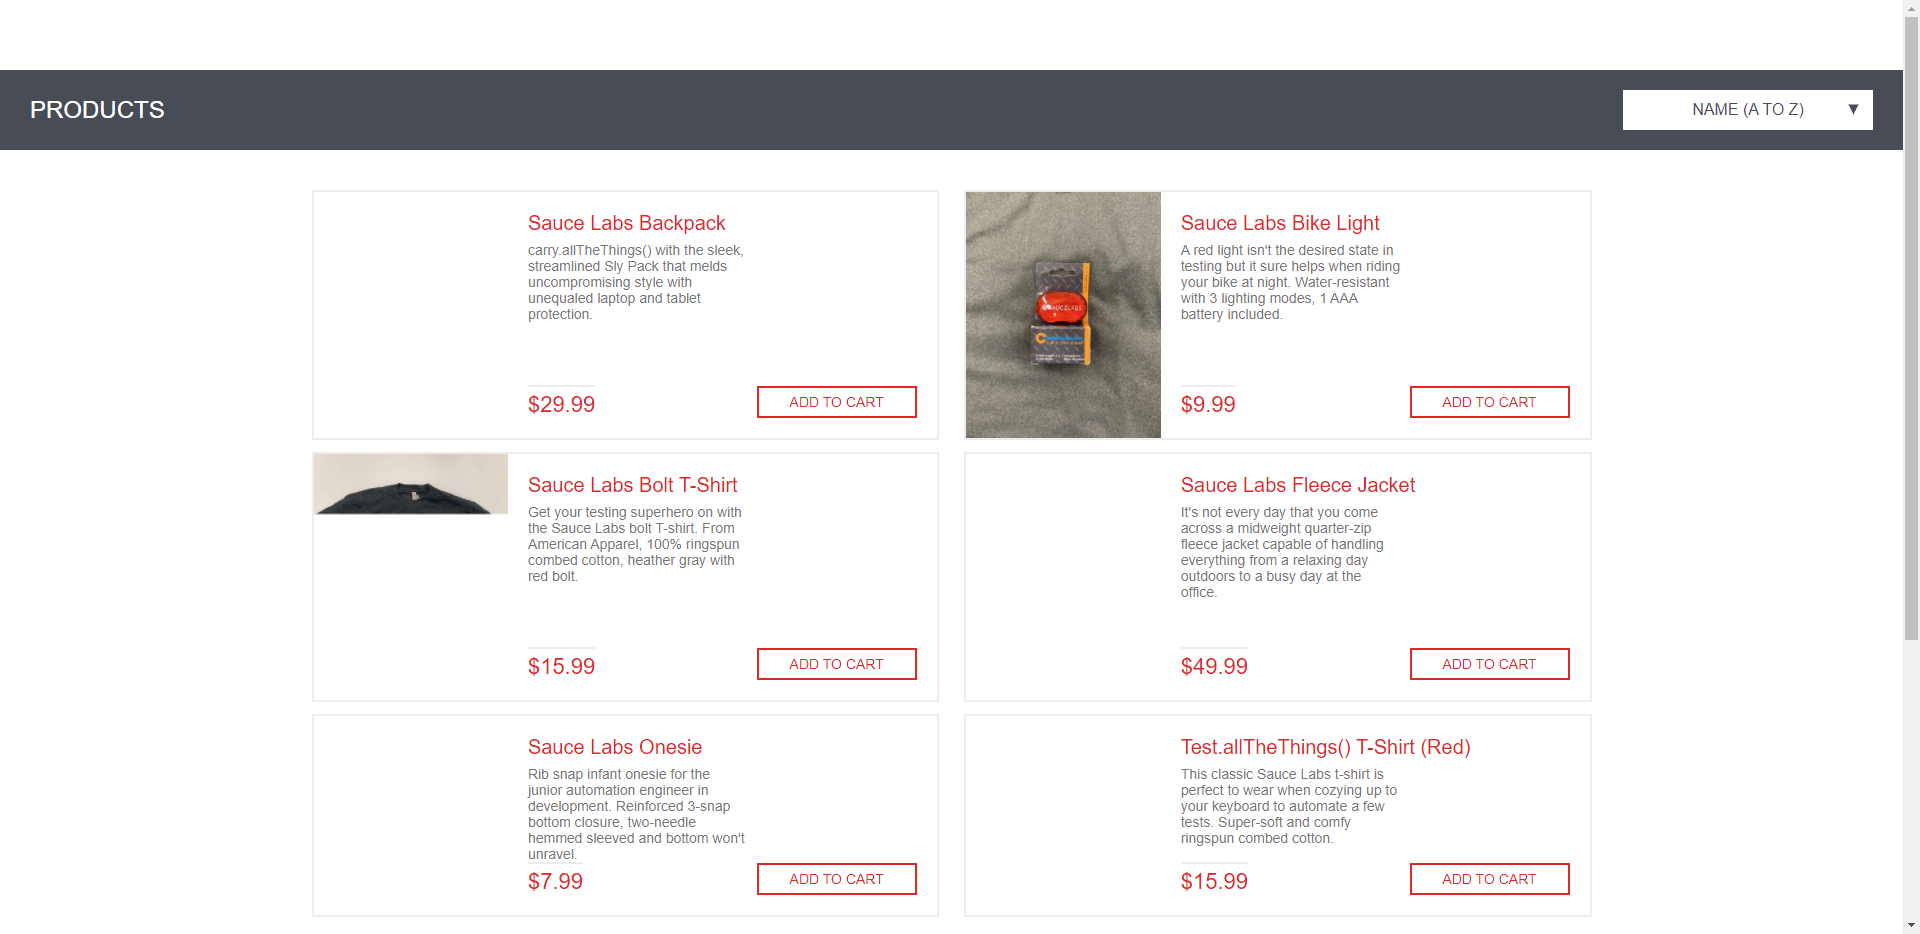 PRODUCTS
NAME (A TO Z)
Sauce Labs Backpack
carry.allTheThings() with the sleek,
streamlined Sly Pack that melds
uncompromising style with
unequaled laptop and tablet
protection.
$29.99
ADD TO CART
SAUCELABS
Sauce Labs Bike Light
A red light isn't the desired state in
testing but it sure helps when riding
your bike at night. Water-resistant
with 3 lighting modes, 1 AAA
battery included.
$9.99
ADD TO CART
Sauce Labs Bolt T-Shirt
Get your testing superhero on with
the Sauce Labs bolt T-shirt. From
American Apparel, 100% ringspun
combed cotton, heather gray with
red bolt.
$15.99
ADD TO CART
Sauce Labs Fleece Jacket
It's not every day that you come
across a midweight quarter-zip
fleece jacket capable of handling
everything from a relaxing day
outdoors to a busy day at the
office.
$49.99
ADD TO CART
Sauce Labs Onesie
Rib snap infant onesie for the
junior automation engineer in
development. Reinforced 3-snap
bottom closure, two-needle
hemmed sleeved and bottom won't
unravel.
$7.99
ADD TO CART
Test.allTheThings() T-Shirt (Red)
This classic Sauce Labs t-shirt is
perfect to wear when cozying up to
your keyboard to automate a few
tests. Super-soft and comfy
ringspun combed cotton.
$15.99
ADD TO CART